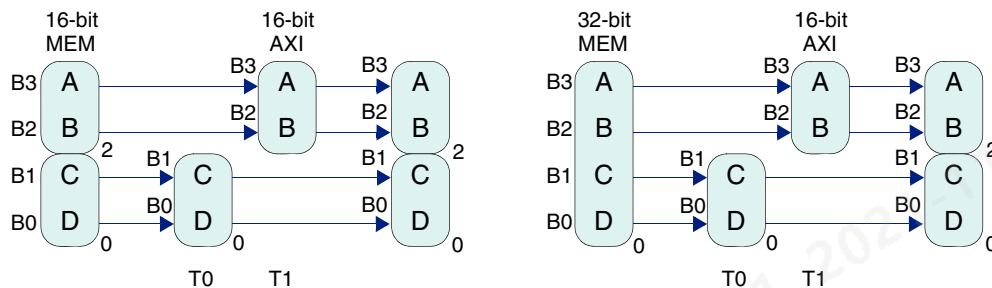 16-bit 16-bit 32-bit 16-bit
MEM AXI MEM AXI
B3 A B3 A B3 A B3 A B3 A B3 A
B2 B B2 B B2 B B2 B B2 B B2 B
2 2
B1 C B1 C B1 C B1 C B1 C B1 C
B0 D B0 D B0 D B0 D B0 D B0 D
0 0 0 0 0 0
T0 T1 T0 T1